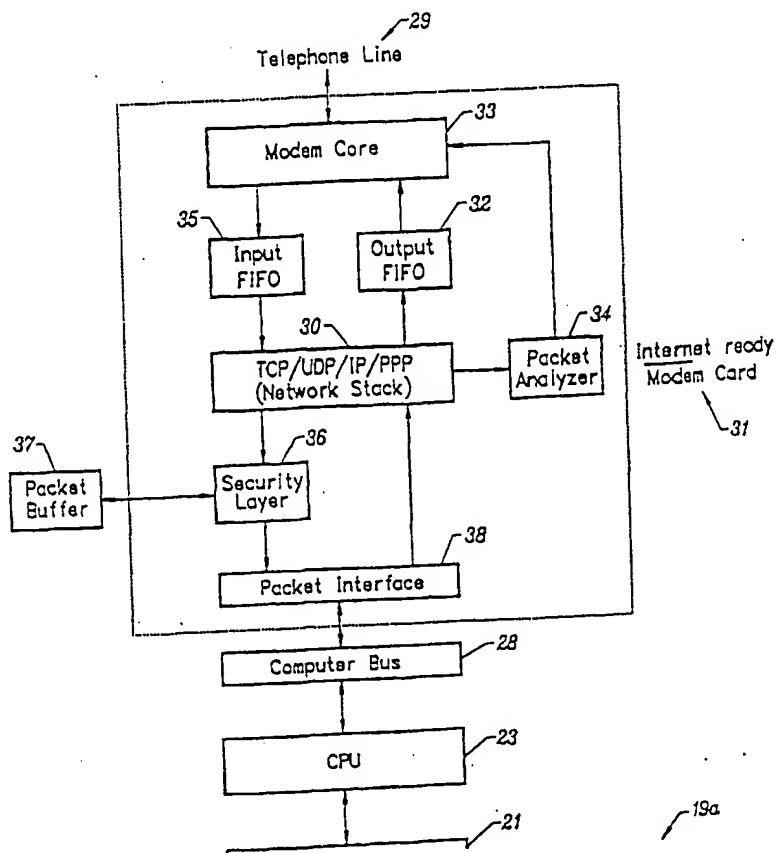 29
Telephone Line
33
Modem Core
35
32
Input
FIFO
Output
FIFO
34
30
TCP/UDP/IP/PPP
(Network Stack)
Packet
Analyzer
Internet ready
Modem Card
31
37
36
Packet
Buffer
Security
Layer
38
Packet Interface
28
Computer Bus
23
CPU
21
19a